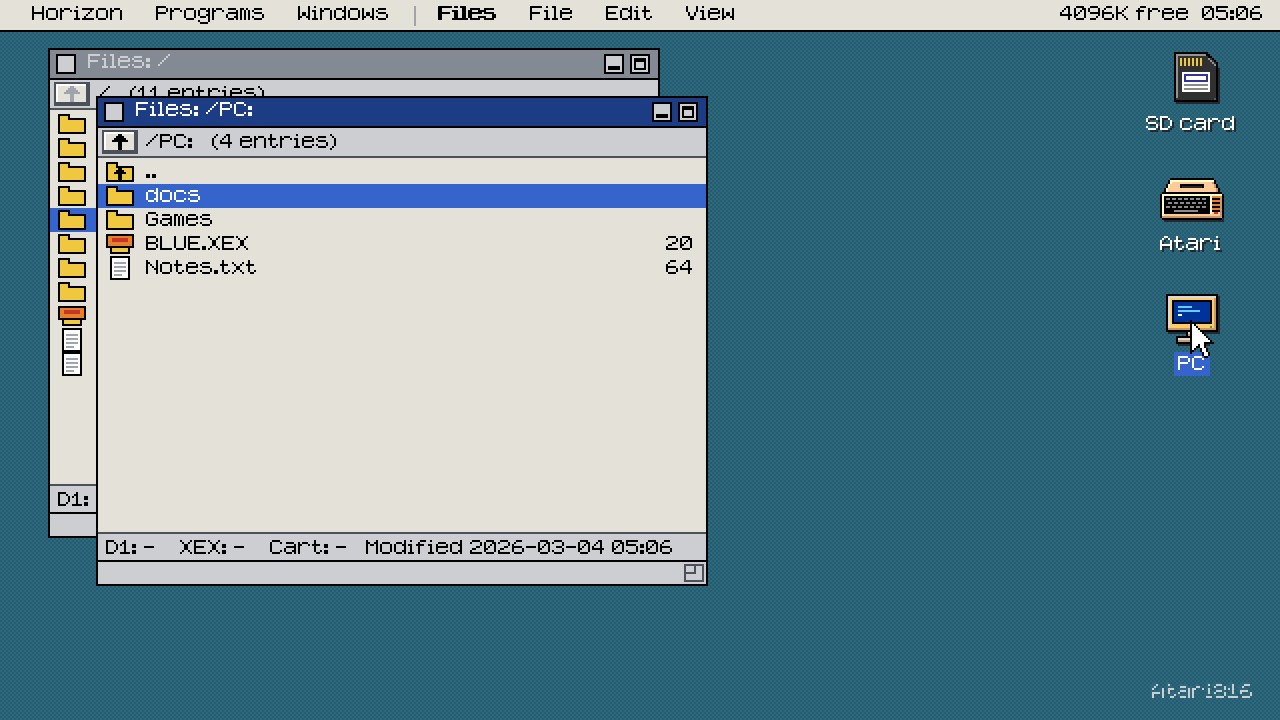 Horizon Programs Windows | Files File Edit View 4096K free 05:06
Files: /
/ (11 entries)
Files: /PC:
/PC: (4 entries)
..
docs
Games
BLUE.XEX 20
Notes.txt 64
D1:
D1: - XEX: - Cart: - Modified 2026-03-04 05:06
SD card
Atari
PC
Atari816